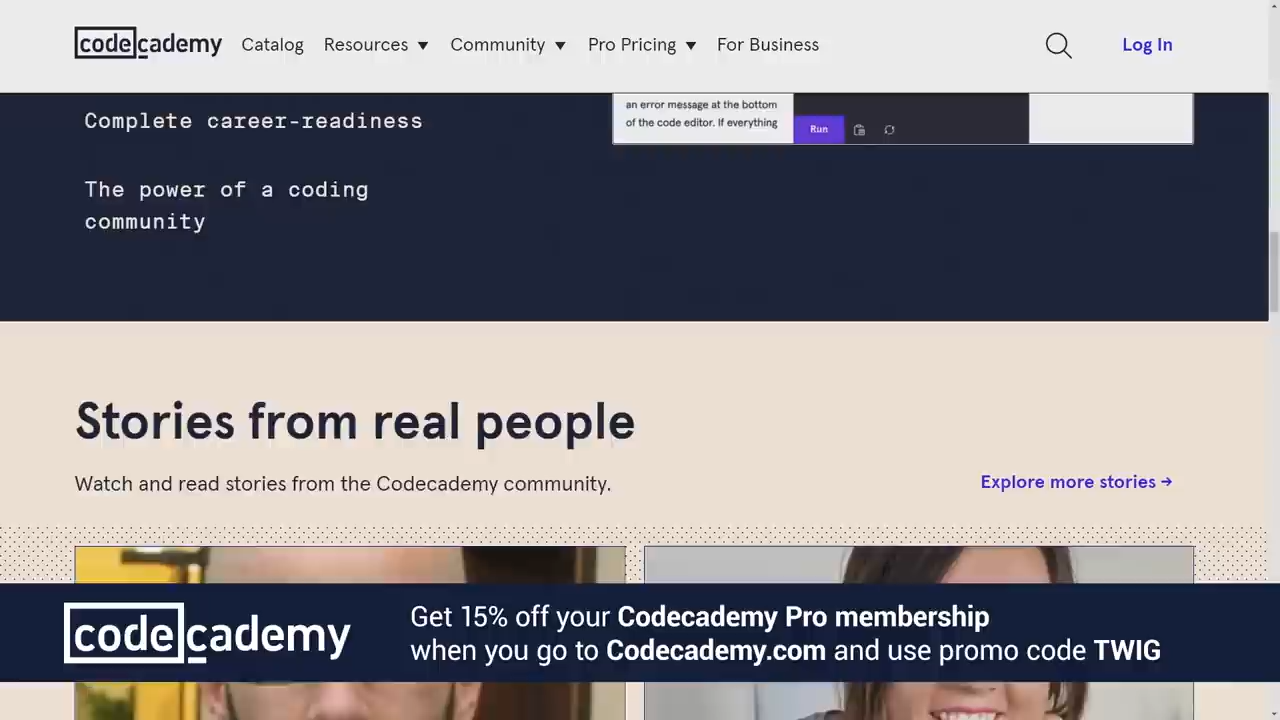 codecademy Catalog Resources Community Pro Pricing For Business Log In
an error message at the bottom
of the code editor. If everything
Run
Complete career-readiness
The power of a coding
community
Stories from real people
Watch and read stories from the Codecademy community.
Explore more stories →
codecademy
Get 15% off your Codecademy Pro membership
when you go to Codecademy.com and use promo code TWIG